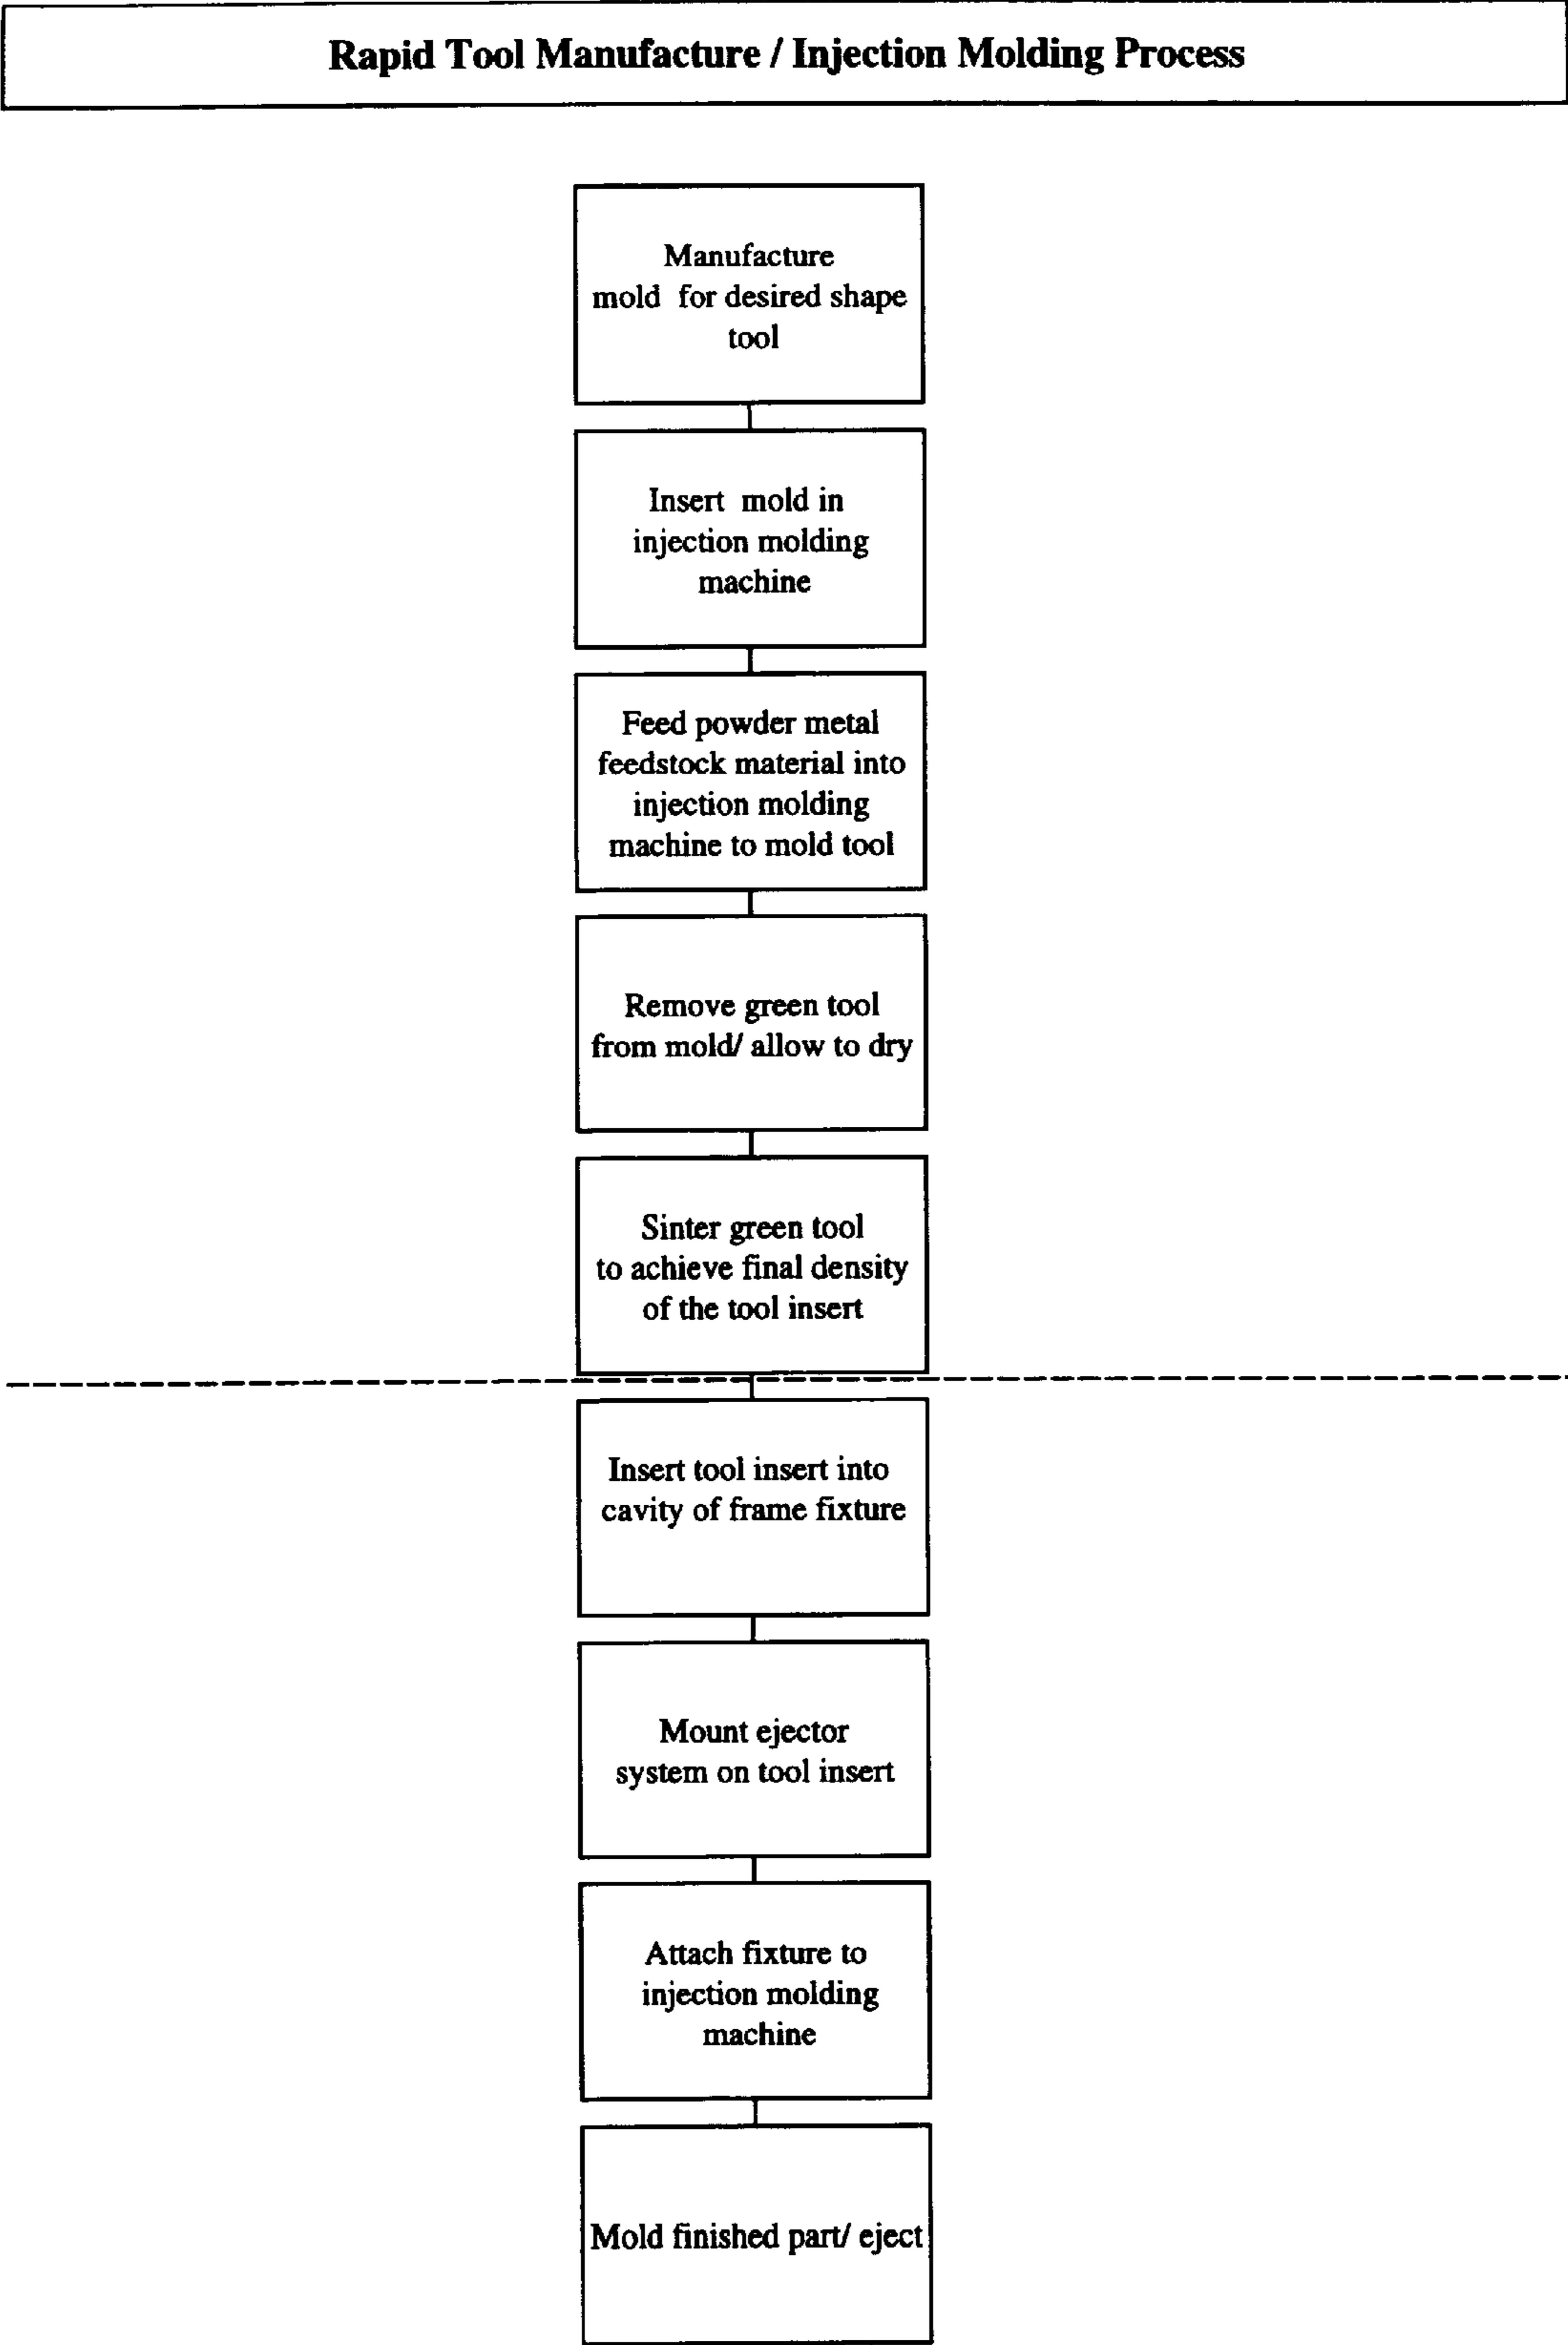 Rapid Tool Manufacture / Injection Molding Process
Manufacture
mold for desired shape
tool
Insert mold in
injection molding
machine
Feed powder metal
feedstock material into
injection molding
machine to mold tool
Remove green tool
from mold/ allow to dry
Sinter green tool
to achieve final density
of the tool insert
Insert tool insert into
cavity of frame fixture
Mount ejector
system on tool insert
Attach fixture to
injection molding
machine
Mold finished part/ eject